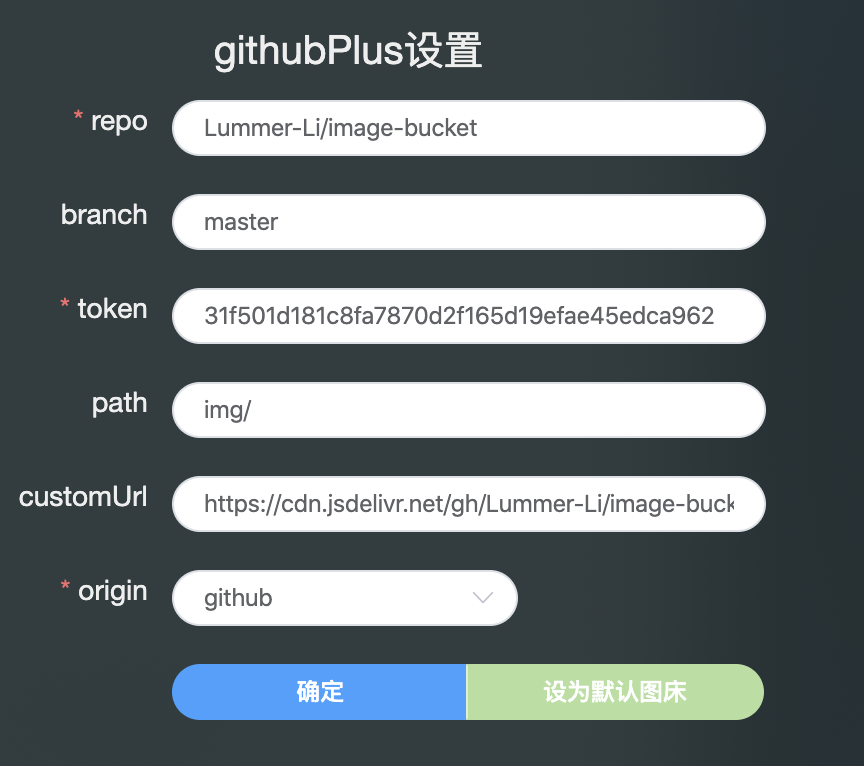 githubPlus设置
* repo
Lummer-Li/image-bucket
branch
master
* token
31f501d181c8fa7870d2f165d19efae45edca962
path
img/
customUrl
https://cdn.jsdelivr.net/gh/Lummer-Li/image-buck
* origin
github
确定
设为默认图床